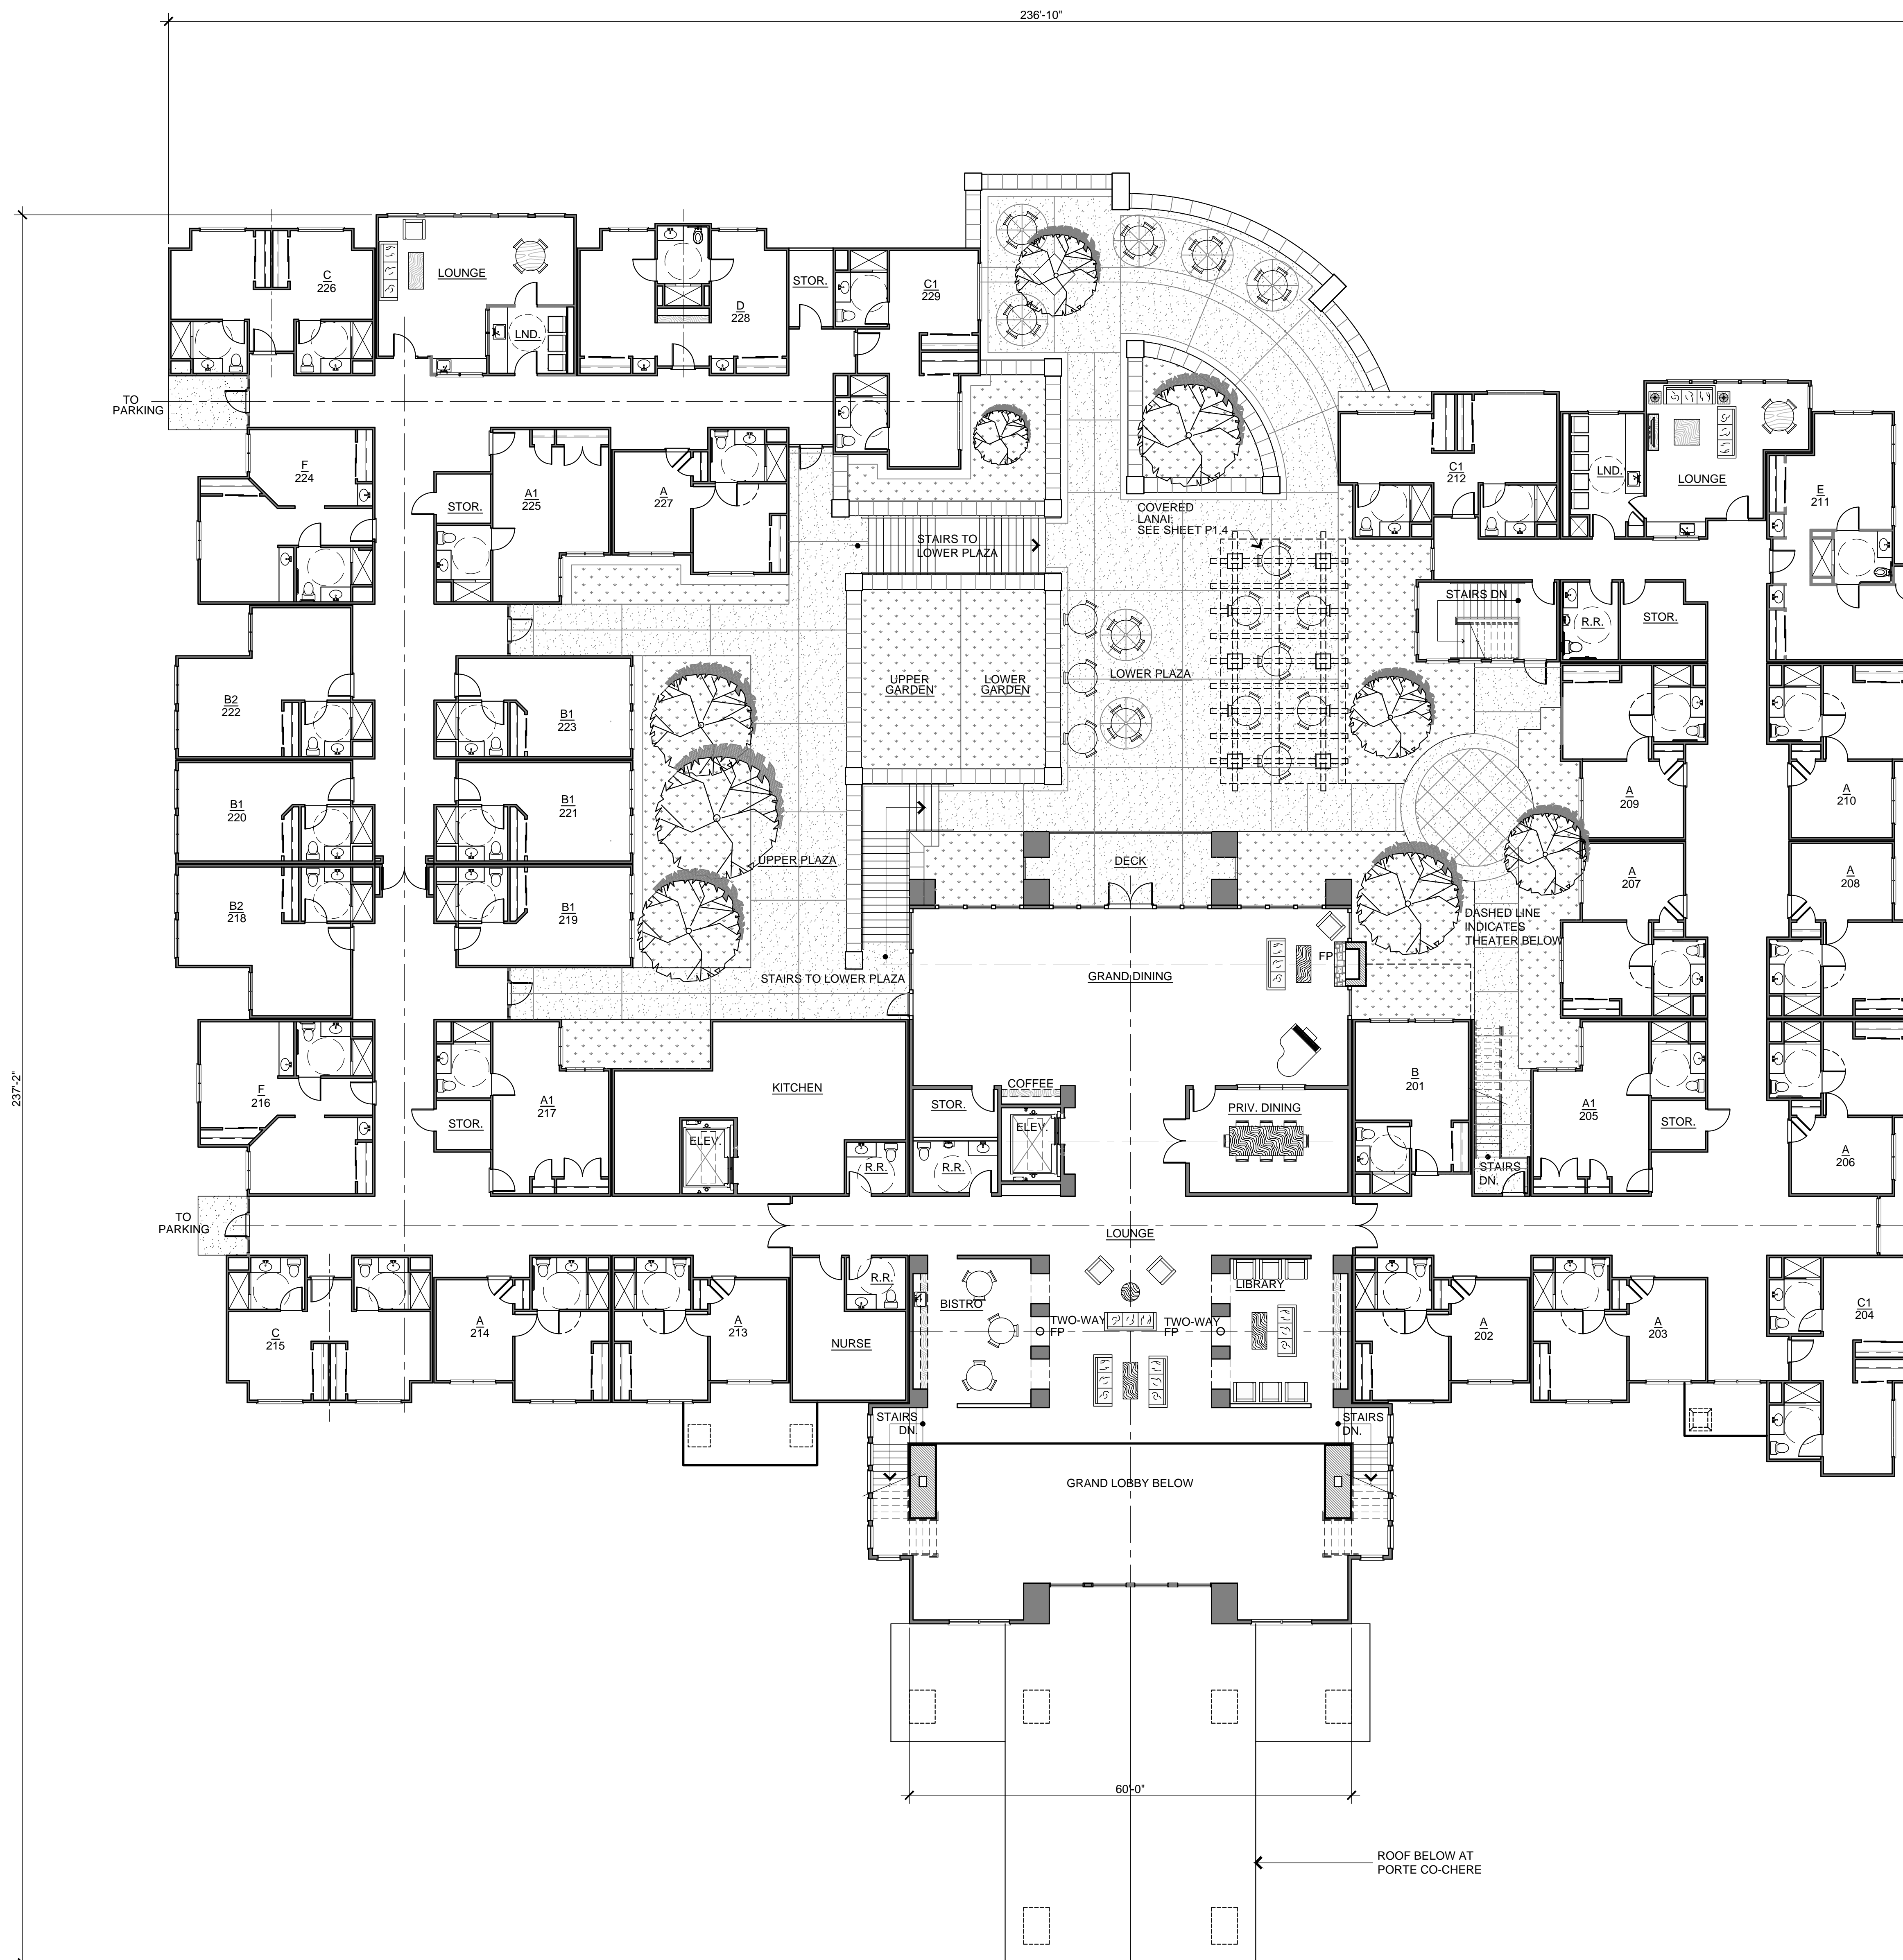 236'-10"
237'-2"
C
226
LOUNGE
LND.
D
228
STOR.
C1
229
TO
PARKING
F
224
STOR.
A1
225
A
227
STAIRS TO
LOWER PLAZA
COVERED
LANAI;
SEE SHEET P1.4
C1
212
LND.
LOUNGE
E
211
STAIRS DN
R.R.
STOR.
B2
222
B1
223
UPPER
GARDEN
LOWER
GARDEN
LOWER PLAZA
B1
220
B1
221
A
209
A
210
UPPER PLAZA
DECK
A
207
A
208
B2
218
B1
219
DASHED LINE
INDICATES
THEATER BELOW
STAIRS TO LOWER PLAZA
GRAND DINING
FP
F
216
STOR.
A1
217
KITCHEN
ELEV.
R.R.
STOR.
R.R.
COFFEE
ELEV.
PRIV. DINING
B
201
STAIRS
DN.
A1
205
STOR.
A
206
TO
PARKING
LOUNGE
C
215
A
214
A
213
R.R.
NURSE
BISTRO
TWO-WAY
FP
TWO-WAY
FP
LIBRARY
A
202
A
203
C1
204
STAIRS
DN.
STAIRS
DN.
GRAND LOBBY BELOW
60'-0"
ROOF BELOW AT
PORTE CO-CHERE